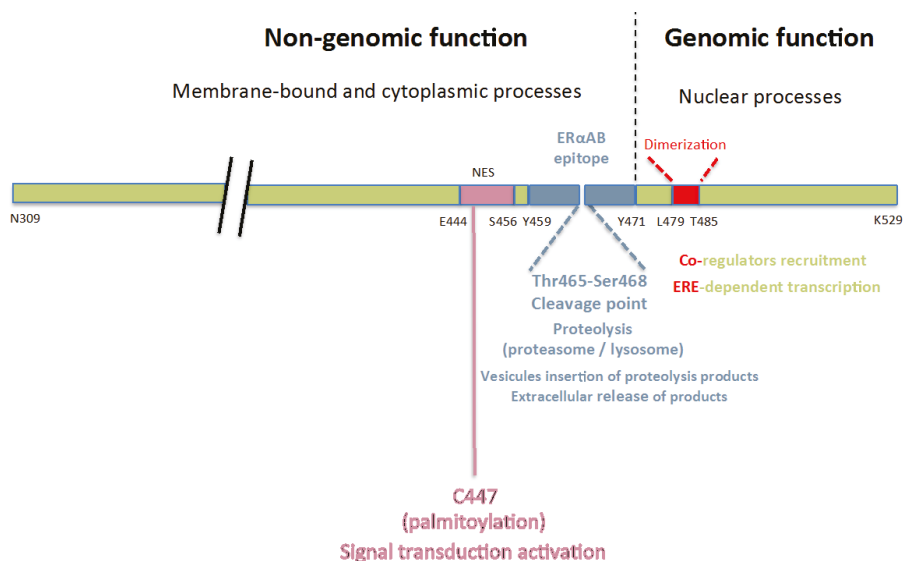 Non-genomic function
Genomic function
Membrane-bound and cytoplasmic processes
Nuclear processes
ERαAB
epitope
Dimerization
NES
N309
E444
S456
Y459
Y471
L479
T485
K529
Co-regulators recruitment
ERE-dependent transcription
Thr465-Ser468
Cleavage point
Proteolysis
(proteasome / lysosome)
Vesicules insertion of proteolysis products
Extracellular release of products
C447
(palmitoylation)
Signal transduction activation